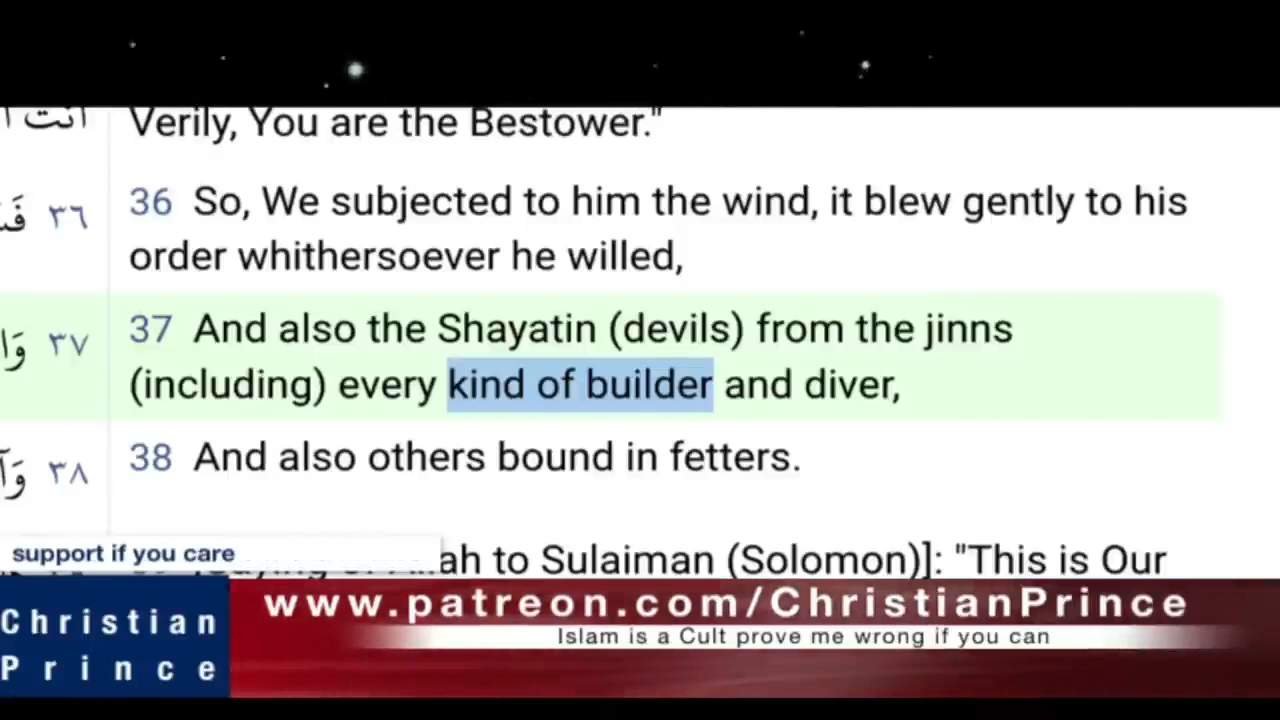 Verily, You are the Bestower."
٣٦ 36 So, We subjected to him the wind, it blew gently to his
order whithersoever he willed,
٣٧ 37 And also the Shayatin (devils) from the jinns
(including) every kind of builder and diver,
٣٨ 38 And also others bound in fetters.
to Sulaiman (Solomon)]: "This is Our
support if you care
Christian
Prince
www.patreon.com/ChristianPrince
Islam is a Cult prove me wrong if you can